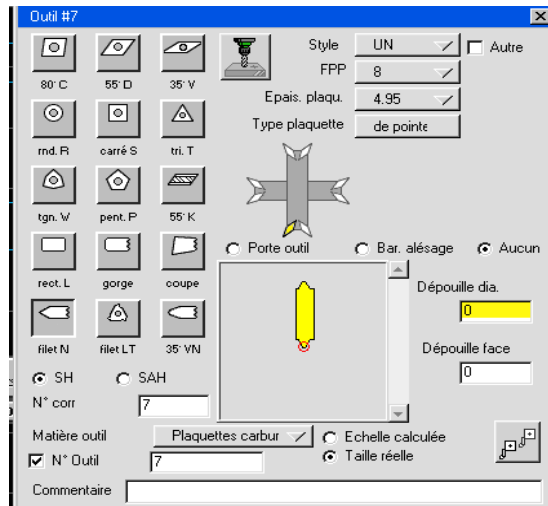 Outil #7
80° C 55° D 35° V
Style UN Autre
FPP 8
Epais. plaqu. 4.95
Type plaquette de pointe
rnd. R carré S tri. T
tgn. W pent. P 55° K
Porte outil Bar. alésage Aucun
rect. L gorge coupe
Dépouille dia.
0
filet N filet LT 35° VN
Dépouille face
0
SH SAH
N° corr 7
Matière outil Plaquettes carbur Echelle calculée
N° Outil 7 Taille réelle
Commentaire